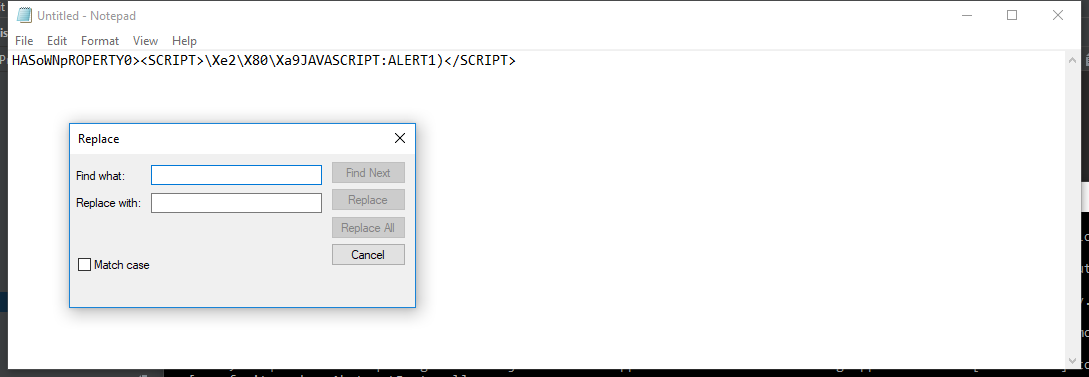 Untitled - Notepad
File Edit Format View Help
HASoWNpROPERTY0><SCRIPT>\Xe2\X80\Xa9JAVASCRIPT:ALERT1)</SCRIPT>
Replace
Find what:
Find Next
Replace with:
Replace
Replace All
Cancel
Match case